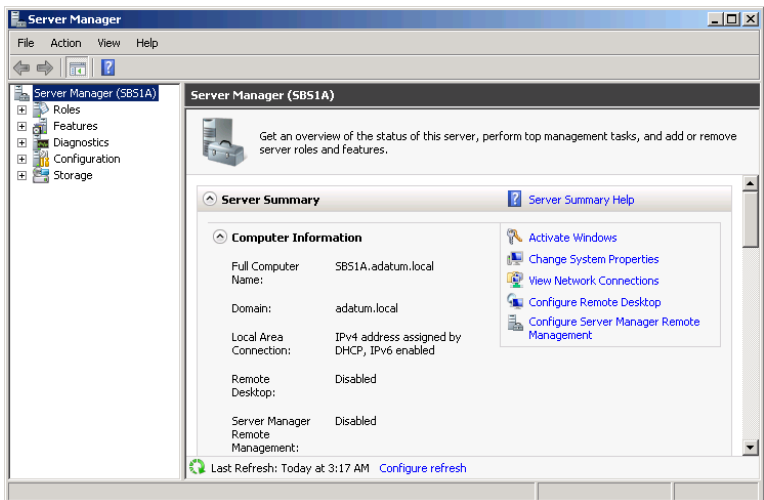 Server Manager
File Action View Help
Server Manager (SBS1A)
Roles
Features
Diagnostics
Configuration
Storage
Server Manager (SBS1A)
Get an overview of the status of this server, perform top management tasks, and add or remove
server roles and features.
Server Summary
Server Summary Help
Computer Information
Full Computer
Name:
SBS1A.adatum.local
Domain:
adatum.local
Local Area
Connection:
IPv4 address assigned by
DHCP, IPv6 enabled
Remote
Desktop:
Disabled
Server Manager
Remote
Management:
Disabled
Activate Windows
Change System Properties
View Network Connections
Configure Remote Desktop
Configure Server Manager Remote
Management
Last Refresh: Today at 3:17 AM Configure refresh